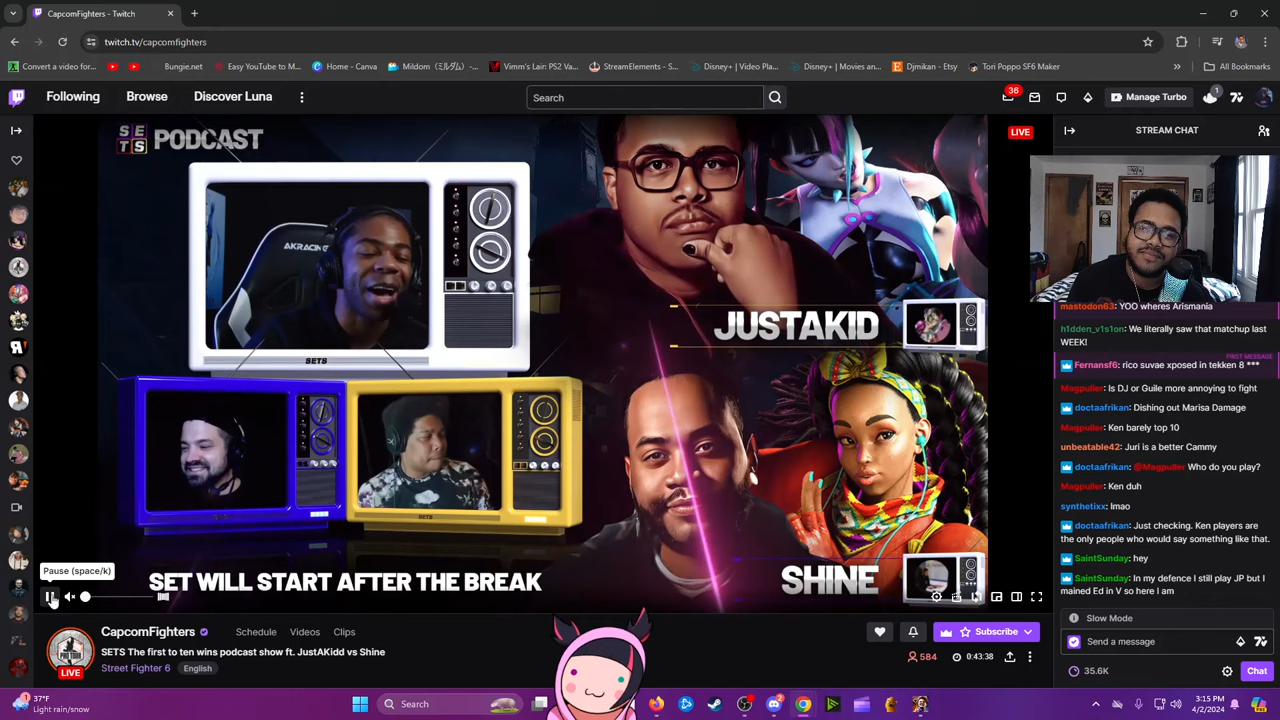 CapcomFighters - Twitch
twitch.tv/capcomfighters
Convert a video for...
Bungie.net
Easy YouTube to M...
Home - Canva
Mildom (ミルダム) -...
Vimm's Lair: PS2 Va...
StreamElements - S...
Disney+ | Video Pla...
Disney+ | Movies an...
Djmikan - Etsy
Tori Poppo SF6 Maker
All Bookmarks
Following
Browse
Discover Luna
Search
36
Manage Turbo
1
SETS PODCAST
LIVE
AKRACING
SETS
JUSTAKID
SHINE
SET WILL START AFTER THE BREAK
Pause (space/k)
CapcomFighters
Schedule
Videos
Clips
Subscribe
LIVE
SETS The first to ten wins podcast show ft. JustAKidd vs Shine
Street Fighter 6
English
584
0:43:38
STREAM CHAT
mastodon63: YOO wheres Arismania
h1dden_v1s1on: We literally saw that matchup last
WEEK!
FIRST MESSAGE
Fernansf6: rico suvae xposed in tekken 8 ***
Magpuller: Is DJ or Guile more annoying to fight
doctaafrikan: Dishing out Marisa Damage
Magpuller: Ken barely top 10
unbeatable42: Juri is a better Cammy
doctaafrikan: @Magpuller Who do you play?
Magpuller: Ken duh
synthetixx: lmao
doctaafrikan: Just checking. Ken players are
the only people who would say something like that.
SaintSunday: hey
SaintSunday: In my defence I still play JP but I
mained Ed in V so here I am
Slow Mode
Send a message
35.6K
Chat
37°F
Light rain/snow
Search
3:15 PM
4/2/2024